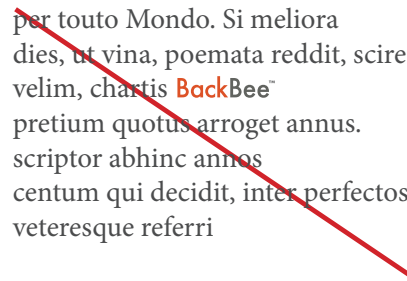 per touto Mondo. Si meliora
dies, ut vina, poemata reddit, scire
velim, chartis BackBee™
pretium quotus arroget annus.
scriptor abhinc annos
centum qui decidit, inter perfectos
veteresque referri